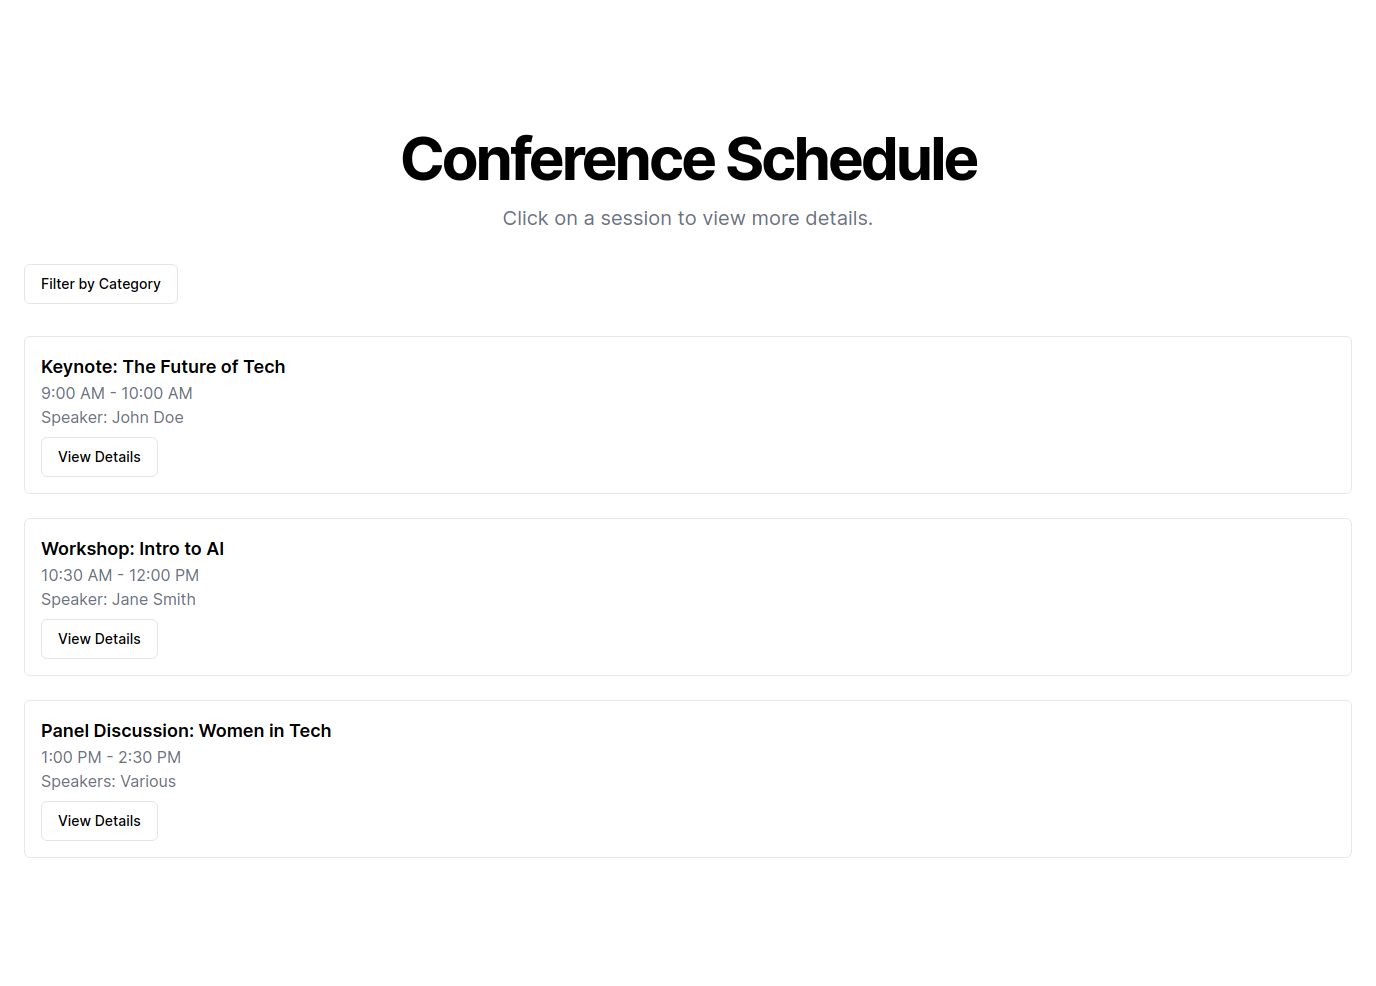 Conference Schedule
Click on a session to view more details.
Filter by Category
Keynote: The Future of Tech
9:00 AM - 10:00 AM
Speaker: John Doe
View Details
Workshop: Intro to AI
10:30 AM - 12:00 PM
Speaker: Jane Smith
View Details
Panel Discussion: Women in Tech
1:00 PM - 2:30 PM
Speakers: Various
View Details